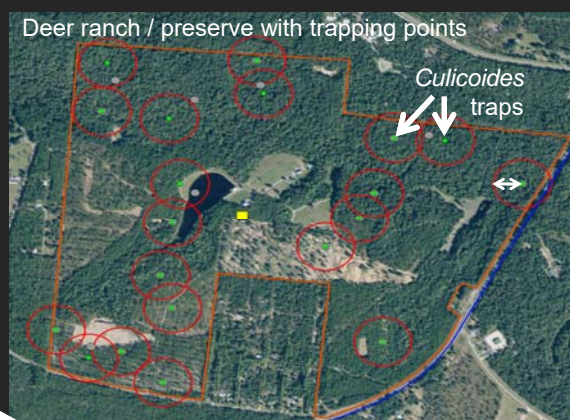 Deer ranch / preserve with trapping points
Culicoides
traps